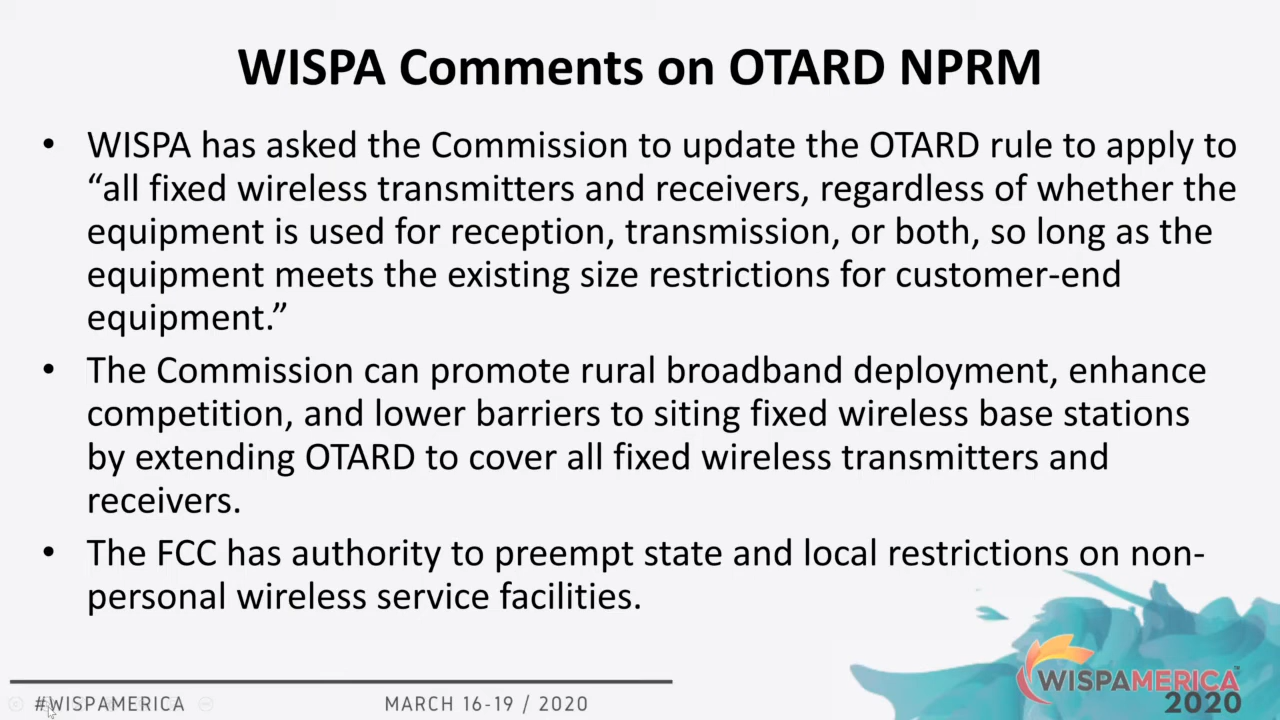 WISPA Comments on OTARD NPRM
• WISPA has asked the Commission to update the OTARD rule to apply to
“all fixed wireless transmitters and receivers, regardless of whether the
equipment is used for reception, transmission, or both, so long as the
equipment meets the existing size restrictions for customer-end
equipment.”
• The Commission can promote rural broadband deployment, enhance
competition, and lower barriers to siting fixed wireless base stations
by extending OTARD to cover all fixed wireless transmitters and
receivers.
• The FCC has authority to preempt state and local restrictions on non-
personal wireless service facilities.
#WISPAMERICA
MARCH 16-19 / 2020
WISPAMERICA™
2020